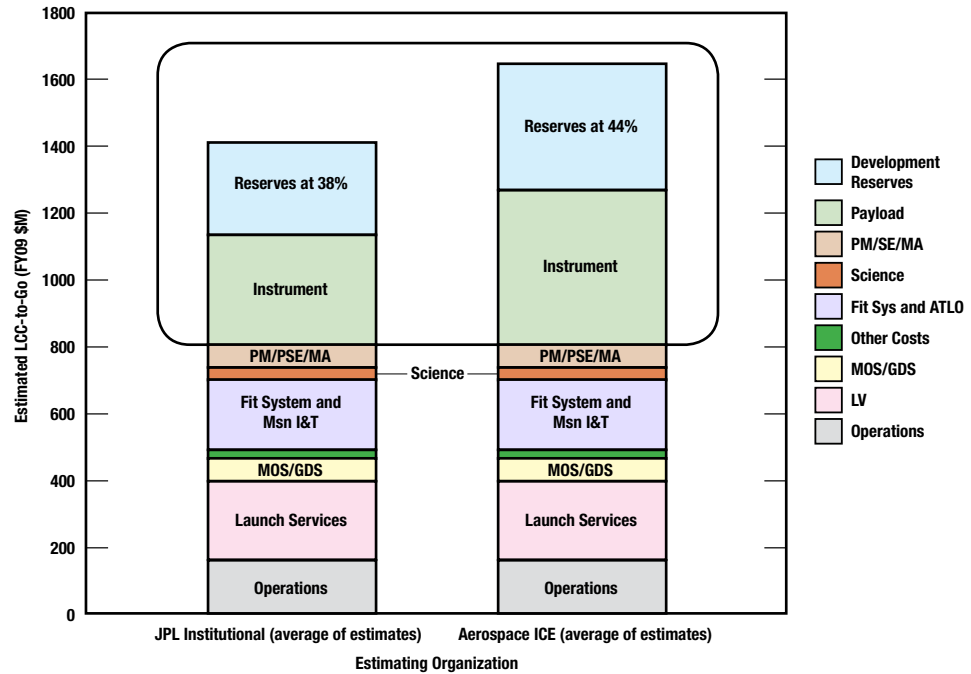 1800
1600
1400
1200
1000
800
600
400
200
0
Estimated LCC-to-Go (FY09 $M)
Reserves at 38%
Instrument
PM/PSE/MA
Science
Fit System and
Msn I&T
MOS/GDS
Launch Services
Operations
Reserves at 44%
Instrument
PM/PSE/MA
Fit System and
Msn I&T
MOS/GDS
Launch Services
Operations
JPL Institutional (average of estimates)
Aerospace ICE (average of estimates)
Estimating Organization
Development
Reserves
Payload
PM/SE/MA
Science
Fit Sys and ATLO
Other Costs
MOS/GDS
LV
Operations